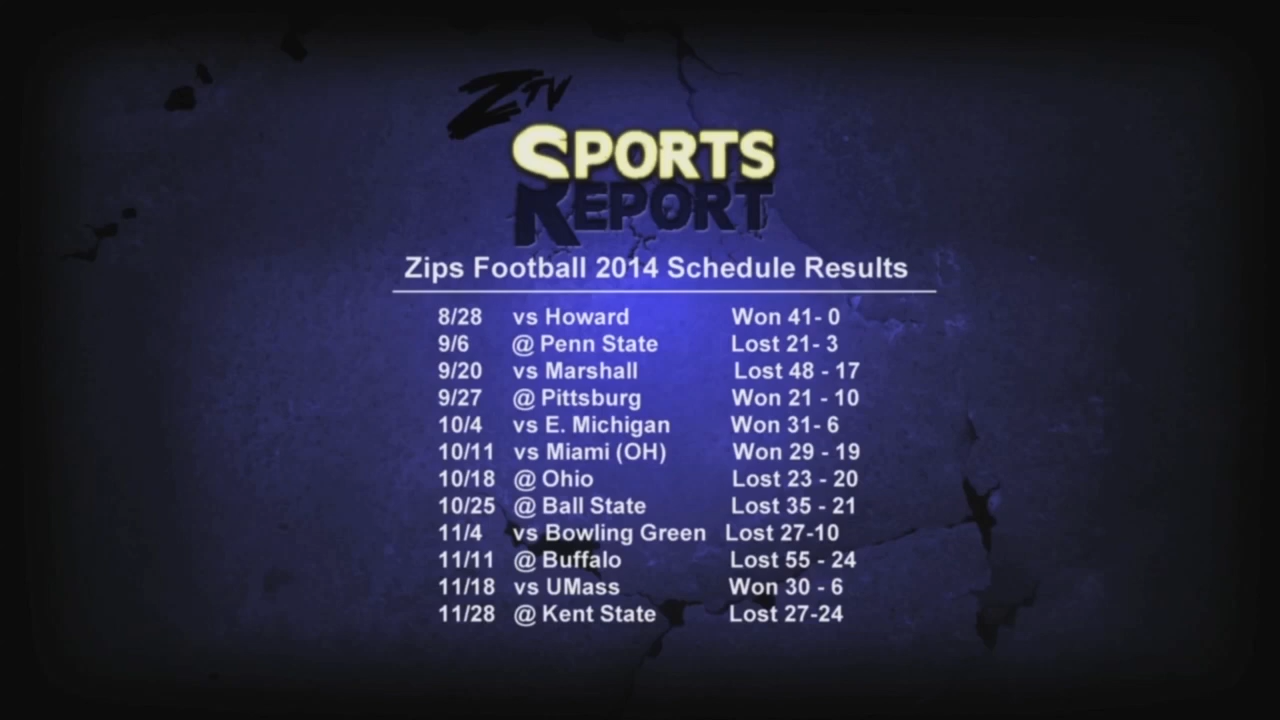 ZTV
SPORTS
REPORT
Zips Football 2014 Schedule Results
8/28 vs Howard Won 41- 0
9/6 @ Penn State Lost 21- 3
9/20 vs Marshall Lost 48 - 17
9/27 @ Pittsburg Won 21 - 10
10/4 vs E. Michigan Won 31- 6
10/11 vs Miami (OH) Won 29 - 19
10/18 @ Ohio Lost 23 - 20
10/25 @ Ball State Lost 35 - 21
11/4 vs Bowling Green Lost 27-10
11/11 @ Buffalo Lost 55 - 24
11/18 vs UMass Won 30 - 6
11/28 @ Kent State Lost 27-24